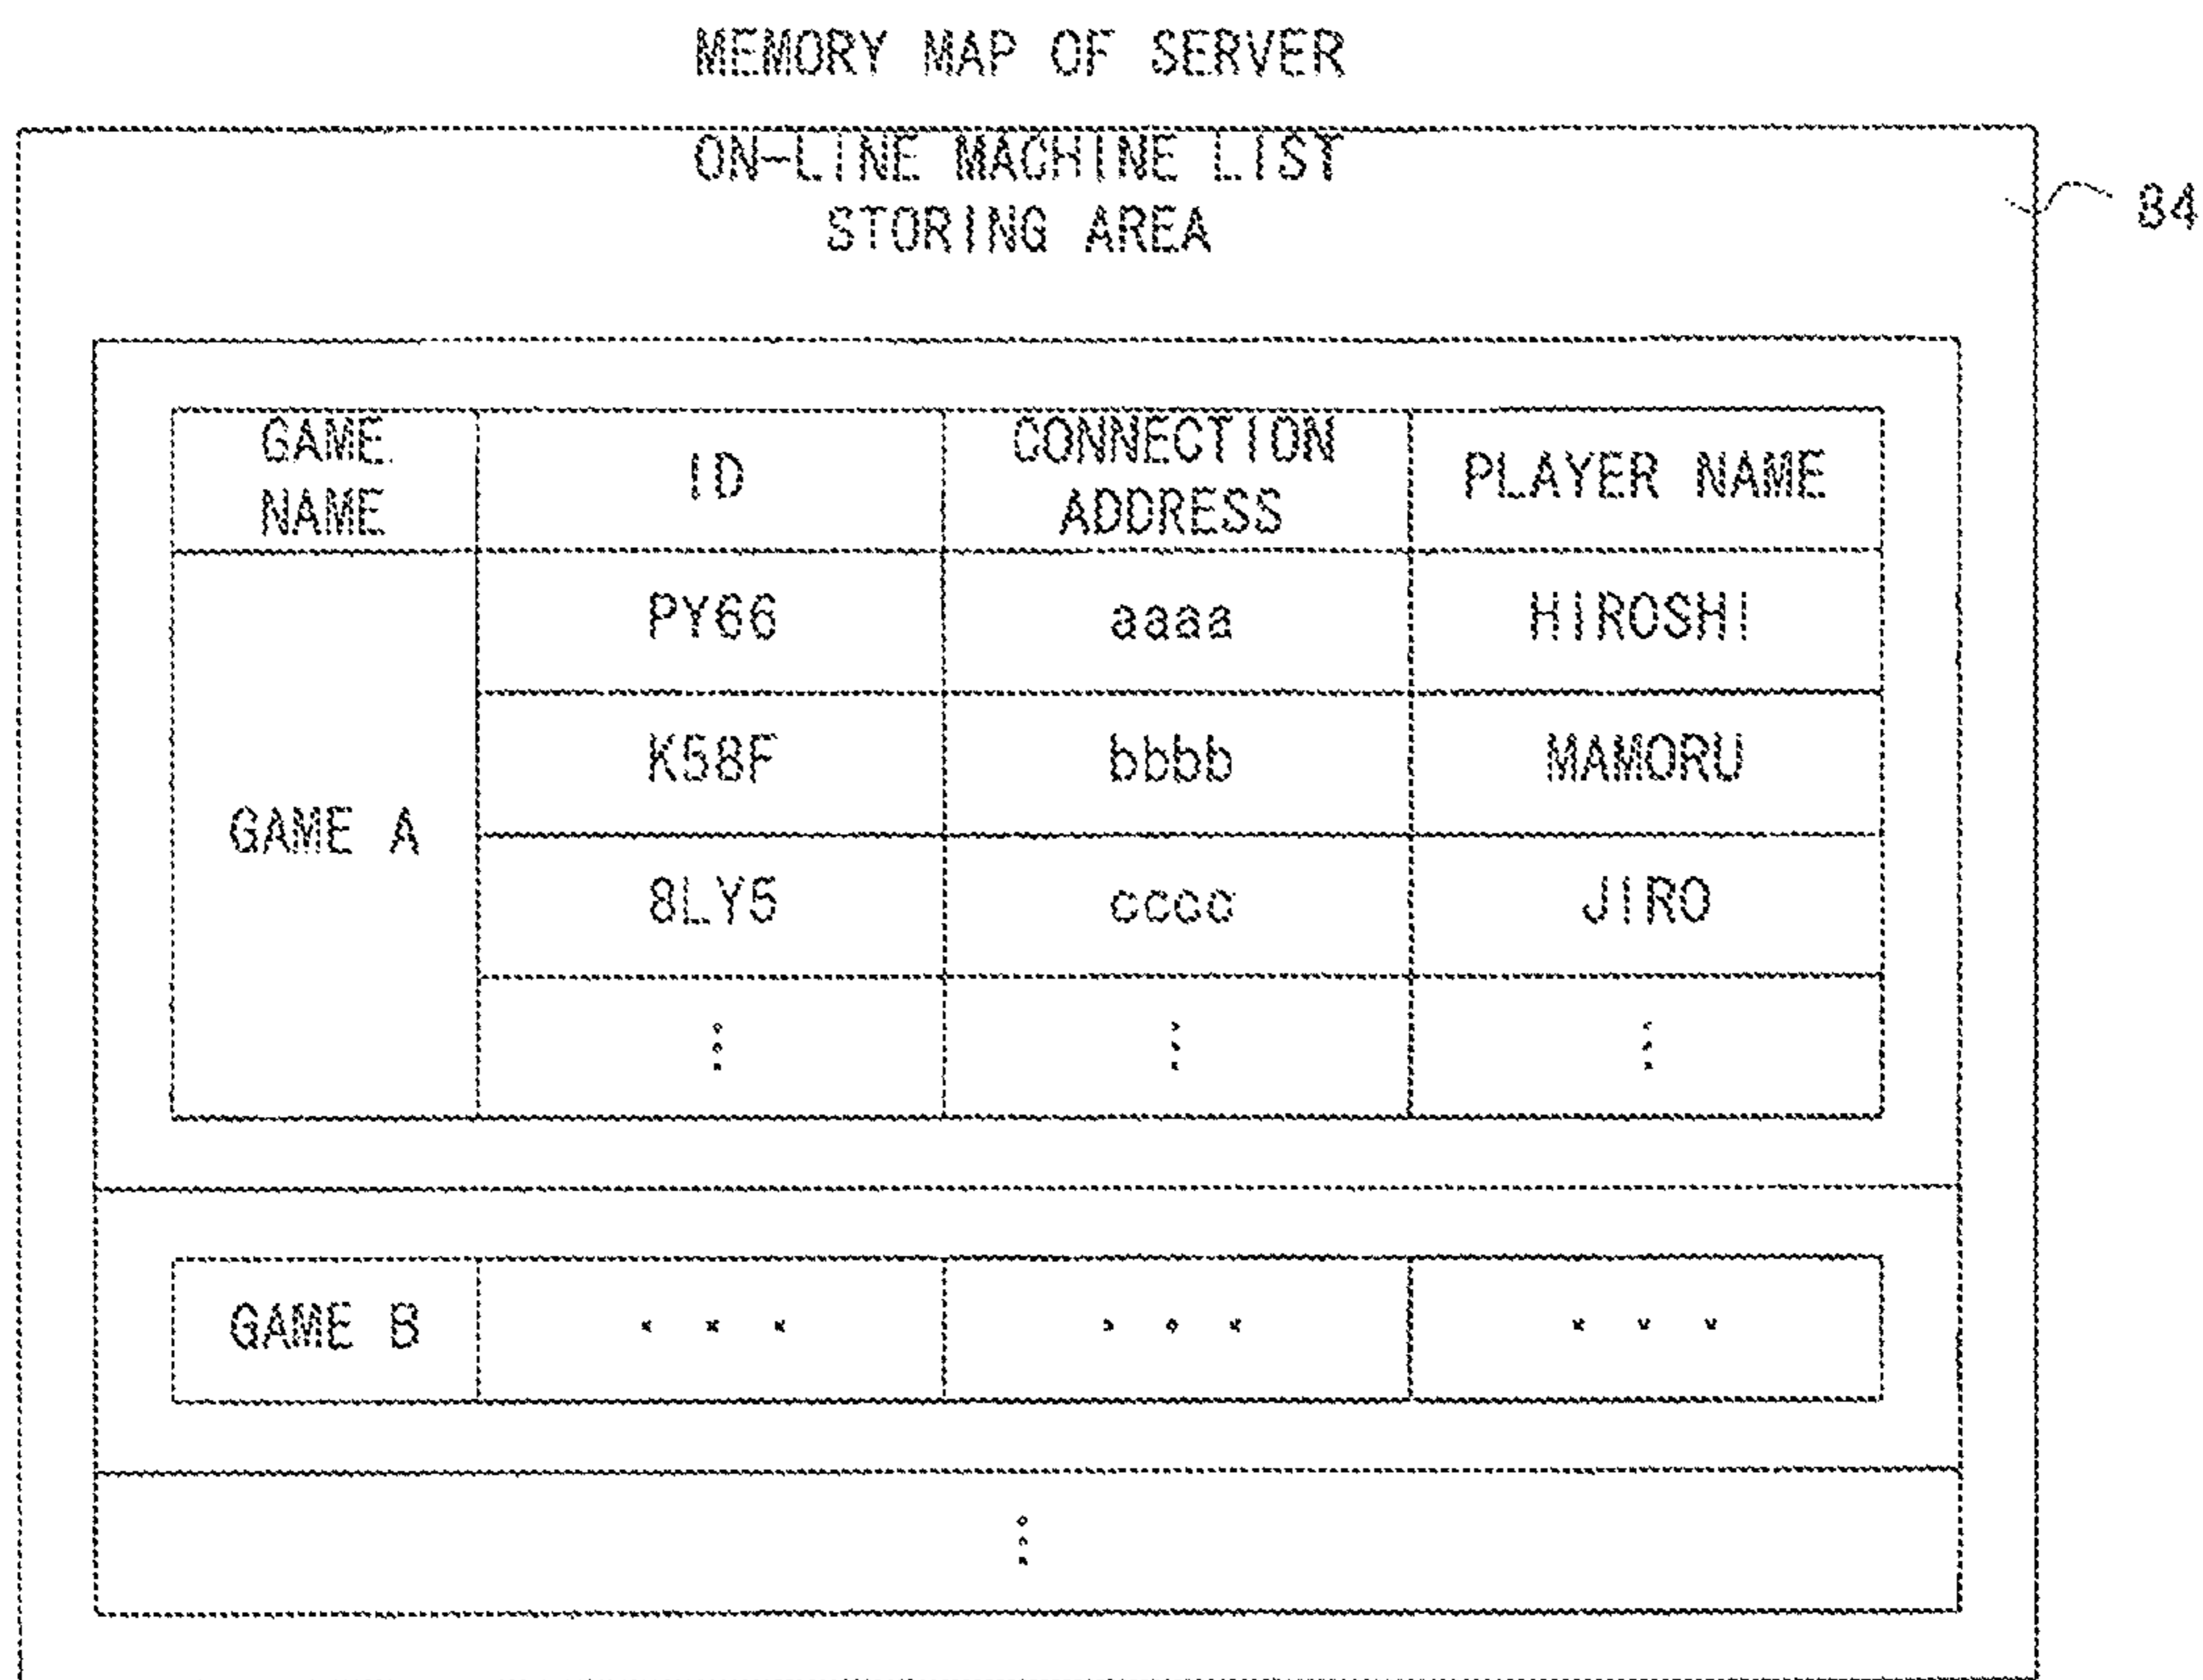 MEMORY MAP OF SERVER
ON-LINE MACHINE LIST
STORING AREA
84
GAME NAME ID CONNECTION ADDRESS PLAYER NAME
GAME A
PY66 aaaa HIROSHI
K58F bbbb MAMORU
8LY5 cccc JIRO
GAME B